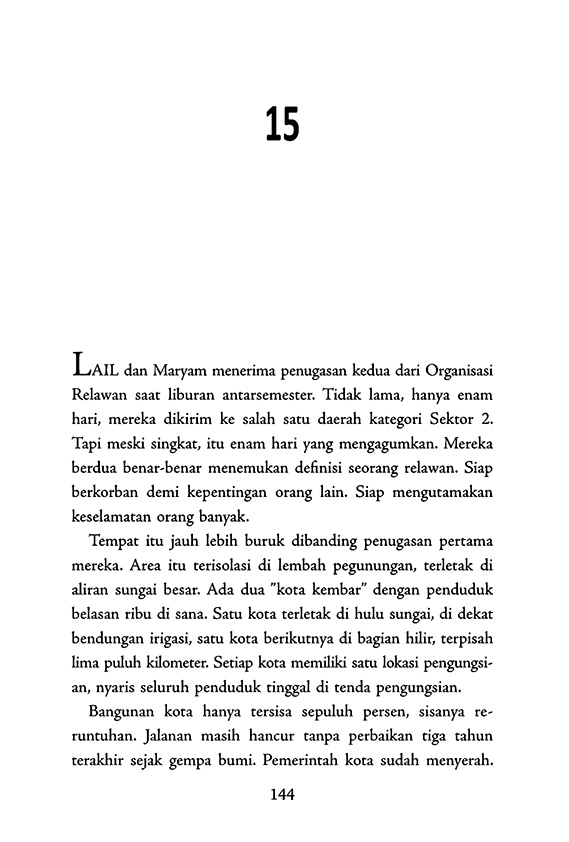 15
LAIL dan Maryam menerima penugasan kedua dari Organisasi
Relawan saat liburan antarsemester. Tidak lama, hanya enam
hari, mereka dikirim ke salah satu daerah kategori Sektor 2.
Tapi meski singkat, itu enam hari yang mengagumkan. Mereka
berdua benar-benar menemukan definisi seorang relawan. Siap
berkorban demi kepentingan orang lain. Siap mengutamakan
keselamatan orang banyak.
Tempat itu jauh lebih buruk dibanding penugasan pertama
mereka. Area itu terisolasi di lembah pegunungan, terletak di
aliran sungai besar. Ada dua ”kota kembar” dengan penduduk
belasan ribu di sana. Satu kota terletak di hulu sungai, di dekat
bendungan irigasi, satu kota berikutnya di bagian hilir, terpisah
lima puluh kilometer. Setiap kota memiliki satu lokasi pengungsi-
an, nyaris seluruh penduduk tinggal di tenda pengungsian.
Bangunan kota hanya tersisa sepuluh persen, sisanya re-
runtuhan. Jalanan masih hancur tanpa perbaikan tiga tahun
terakhir sejak gempa bumi. Pemerintah kota sudah menyerah.
144